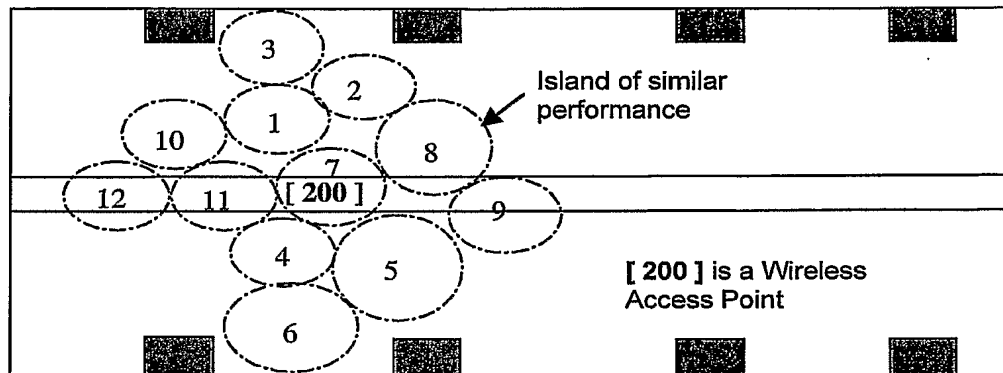 3
2
Island of similar
performance
1
10
8
7
12
11
[ 200 ]
9
4
5
[ 200 ] is a Wireless
Access Point
6